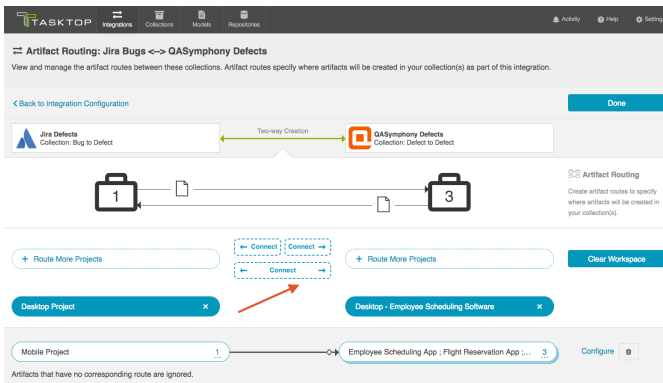 TASKTOP
Integrations
Collections
Models
Repositories
Activity
Help
Setting
Artifact Routing: Jira Bugs <--> QASymphony Defects
View and manage the artifact routes between these collections. Artifact routes specify where artifacts will be created in your collection(s) as part of this integration.
Back to Integration Configuration
Done
Jira Defects
Collection: Bug to Defect
Two-way Creation
QASymphony Defects
Collection: Defect to Defect
1
3
Artifact Routing
Create artifact routes to specify
where artifacts will be created in
your collection(s).
+ Route More Projects
← Connect
Connect →
← Connect →
+ Route More Projects
Clear Workspace
Desktop Project ×
Desktop - Employee Scheduling Software ×
Mobile Project 1
Employee Scheduling App ; Flight Reservation App ;... 3
Configure
Artifacts that have no corresponding route are ignored.